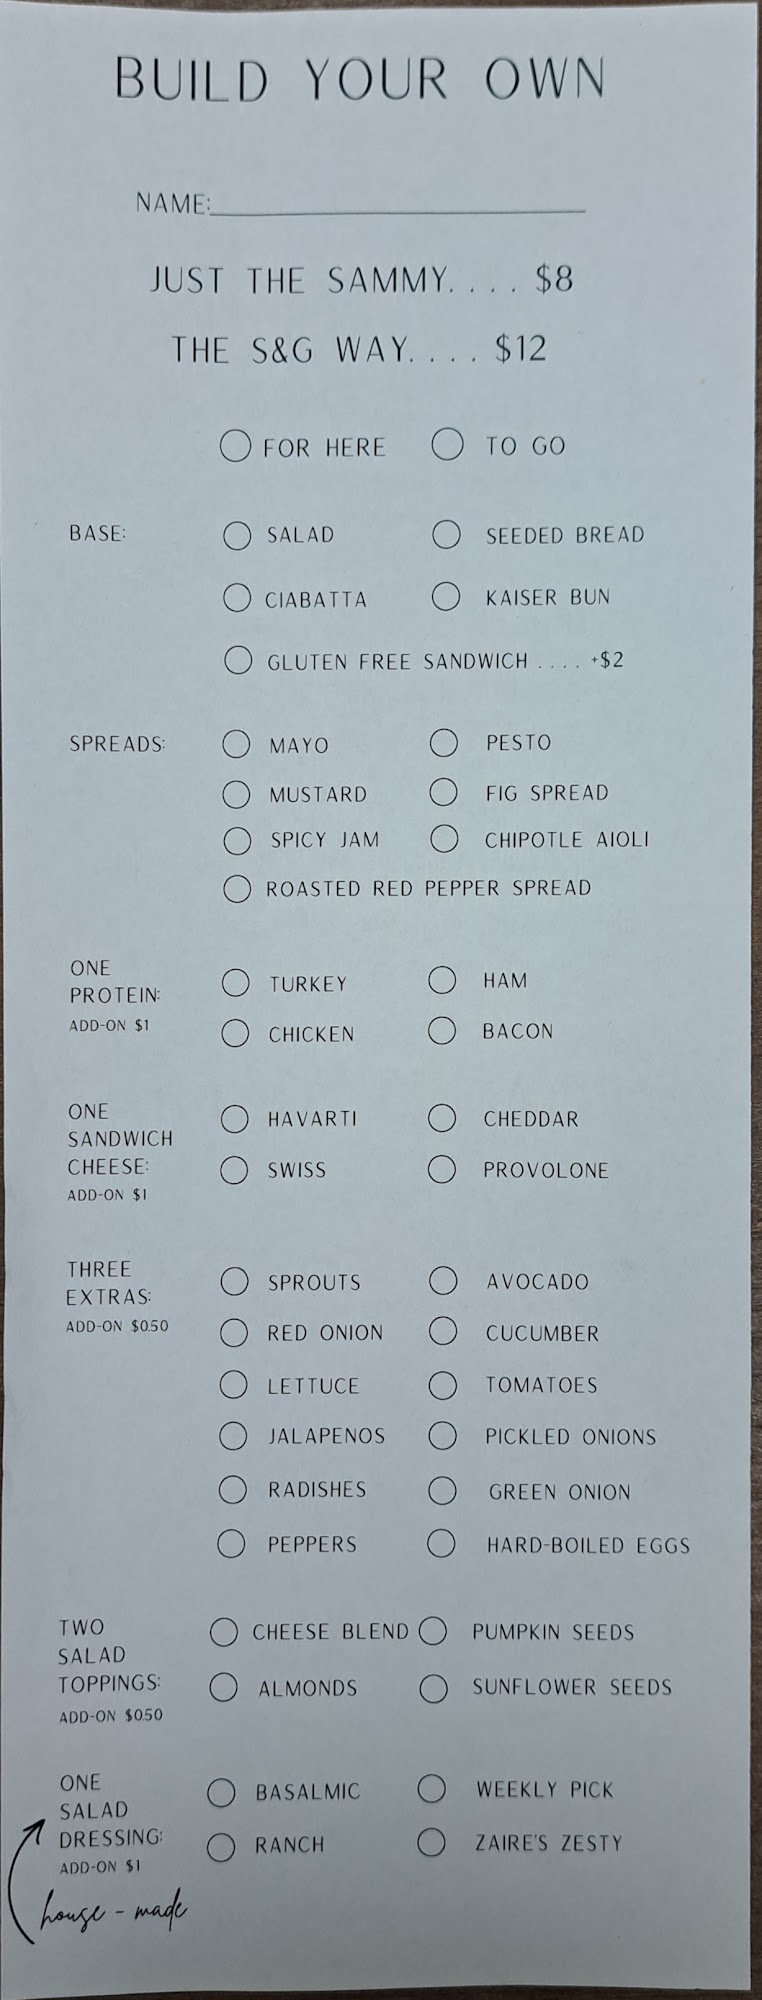 BUILD YOUR OWN
NAME:
JUST THE SAMMY. . . . $8
THE S&G WAY. . . . $12
FOR HERE TO GO
BASE: SALAD SEEDED BREAD
CIABATTA KAISER BUN
GLUTEN FREE SANDWICH . . . . +$2
SPREADS: MAYO PESTO
MUSTARD FIG SPREAD
SPICY JAM CHIPOTLE AIOLI
ROASTED RED PEPPER SPREAD
ONE
PROTEIN:
ADD-ON $1
TURKEY HAM
CHICKEN BACON
ONE
SANDWICH
CHEESE:
ADD-ON $1
HAVARTI CHEDDAR
SWISS PROVOLONE
THREE
EXTRAS:
ADD-ON $0.50
SPROUTS AVOCADO
RED ONION CUCUMBER
LETTUCE TOMATOES
JALAPENOS PICKLED ONIONS
RADISHES GREEN ONION
PEPPERS HARD-BOILED EGGS
TWO
SALAD
TOPPINGS:
ADD-ON $0.50
CHEESE BLEND PUMPKIN SEEDS
ALMONDS SUNFLOWER SEEDS
ONE
SALAD
DRESSING:
ADD-ON $1
BASALMIC WEEKLY PICK
RANCH ZAIRE'S ZESTY
house - made